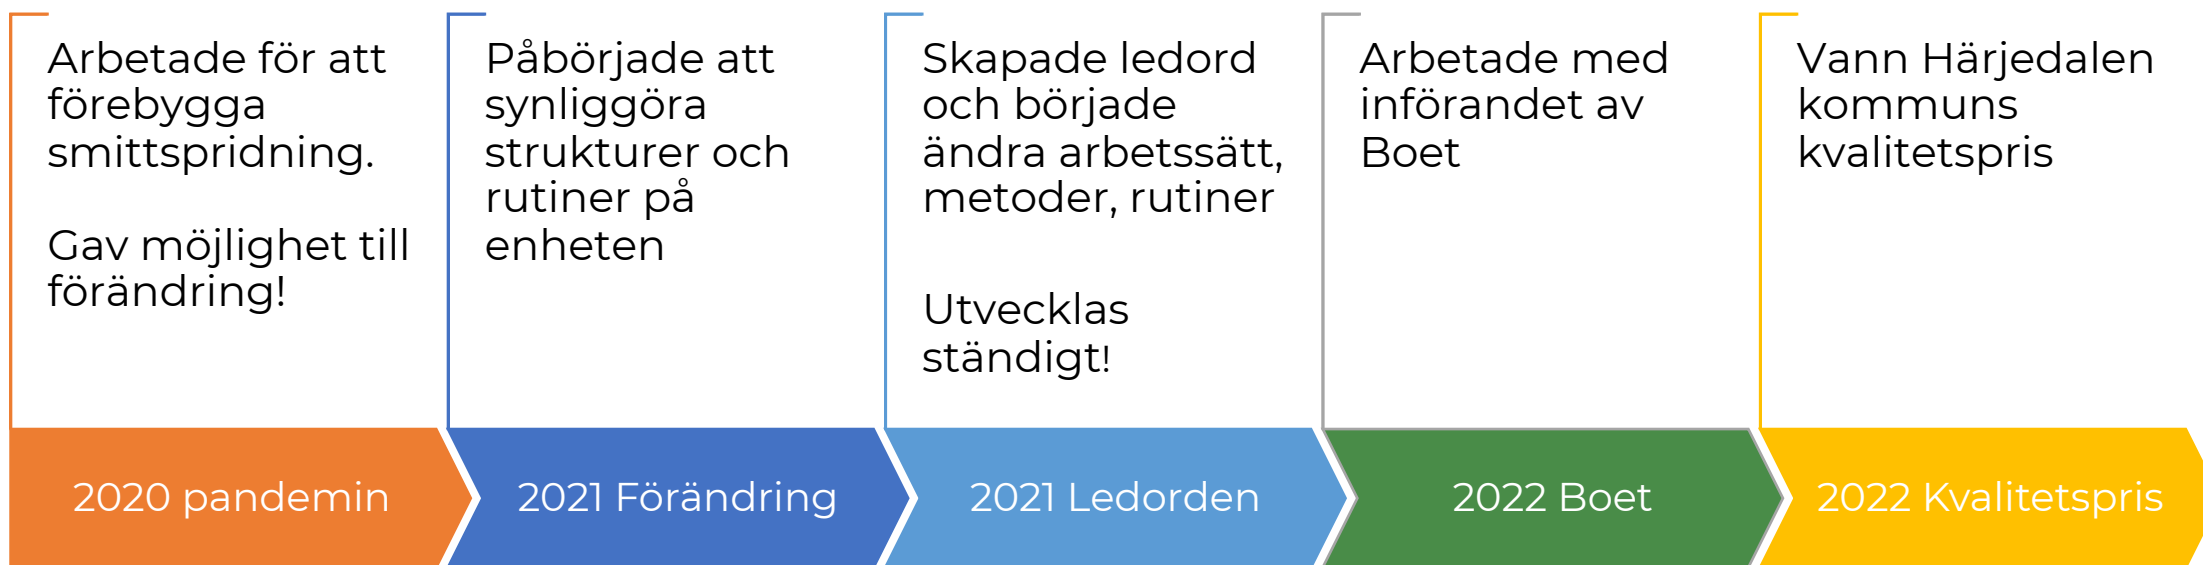 Arbetade för att
förebygga
smittspridning.
Gav möjlighet till
förändring!
Påbörjade att
synliggöra
strukturer och
rutiner på
enheten
Skapade ledord
och började
ändra arbetssätt,
metoder, rutiner
Utvecklas
ständigt!
Arbetade med
införandet av
Boet
Vann Härjedalen
kommuns
kvalitetspris
2020 pandemin
2021 Förändring
2021 Ledorden
2022 Boet
2022 Kvalitetspris